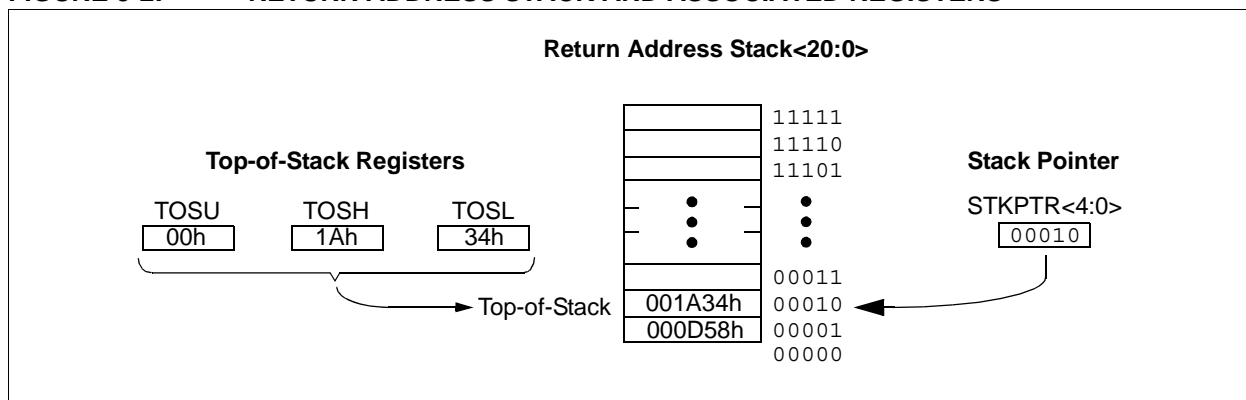 Return Address Stack<20:0>
11111
11110
11101
Top-of-Stack Registers
Stack Pointer
TOSU TOSH TOSL
STKPTR<4:0>
00h 1Ah 34h
00010
00011
Top-of-Stack 001A34h 00010
000D58h 00001
00000